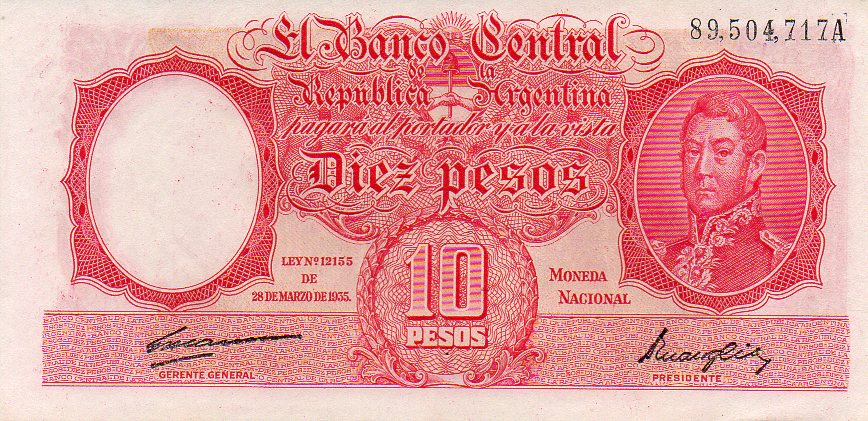 89,504,717A
El Banco Central
de la
República Argentina
pagará al portador y a la vista
Diez pesos
LEY Nº 12155
DE
28 DE MARZO DE 1935.
10
PESOS
MONEDA
NACIONAL
GERENTE GENERAL
PRESIDENTE